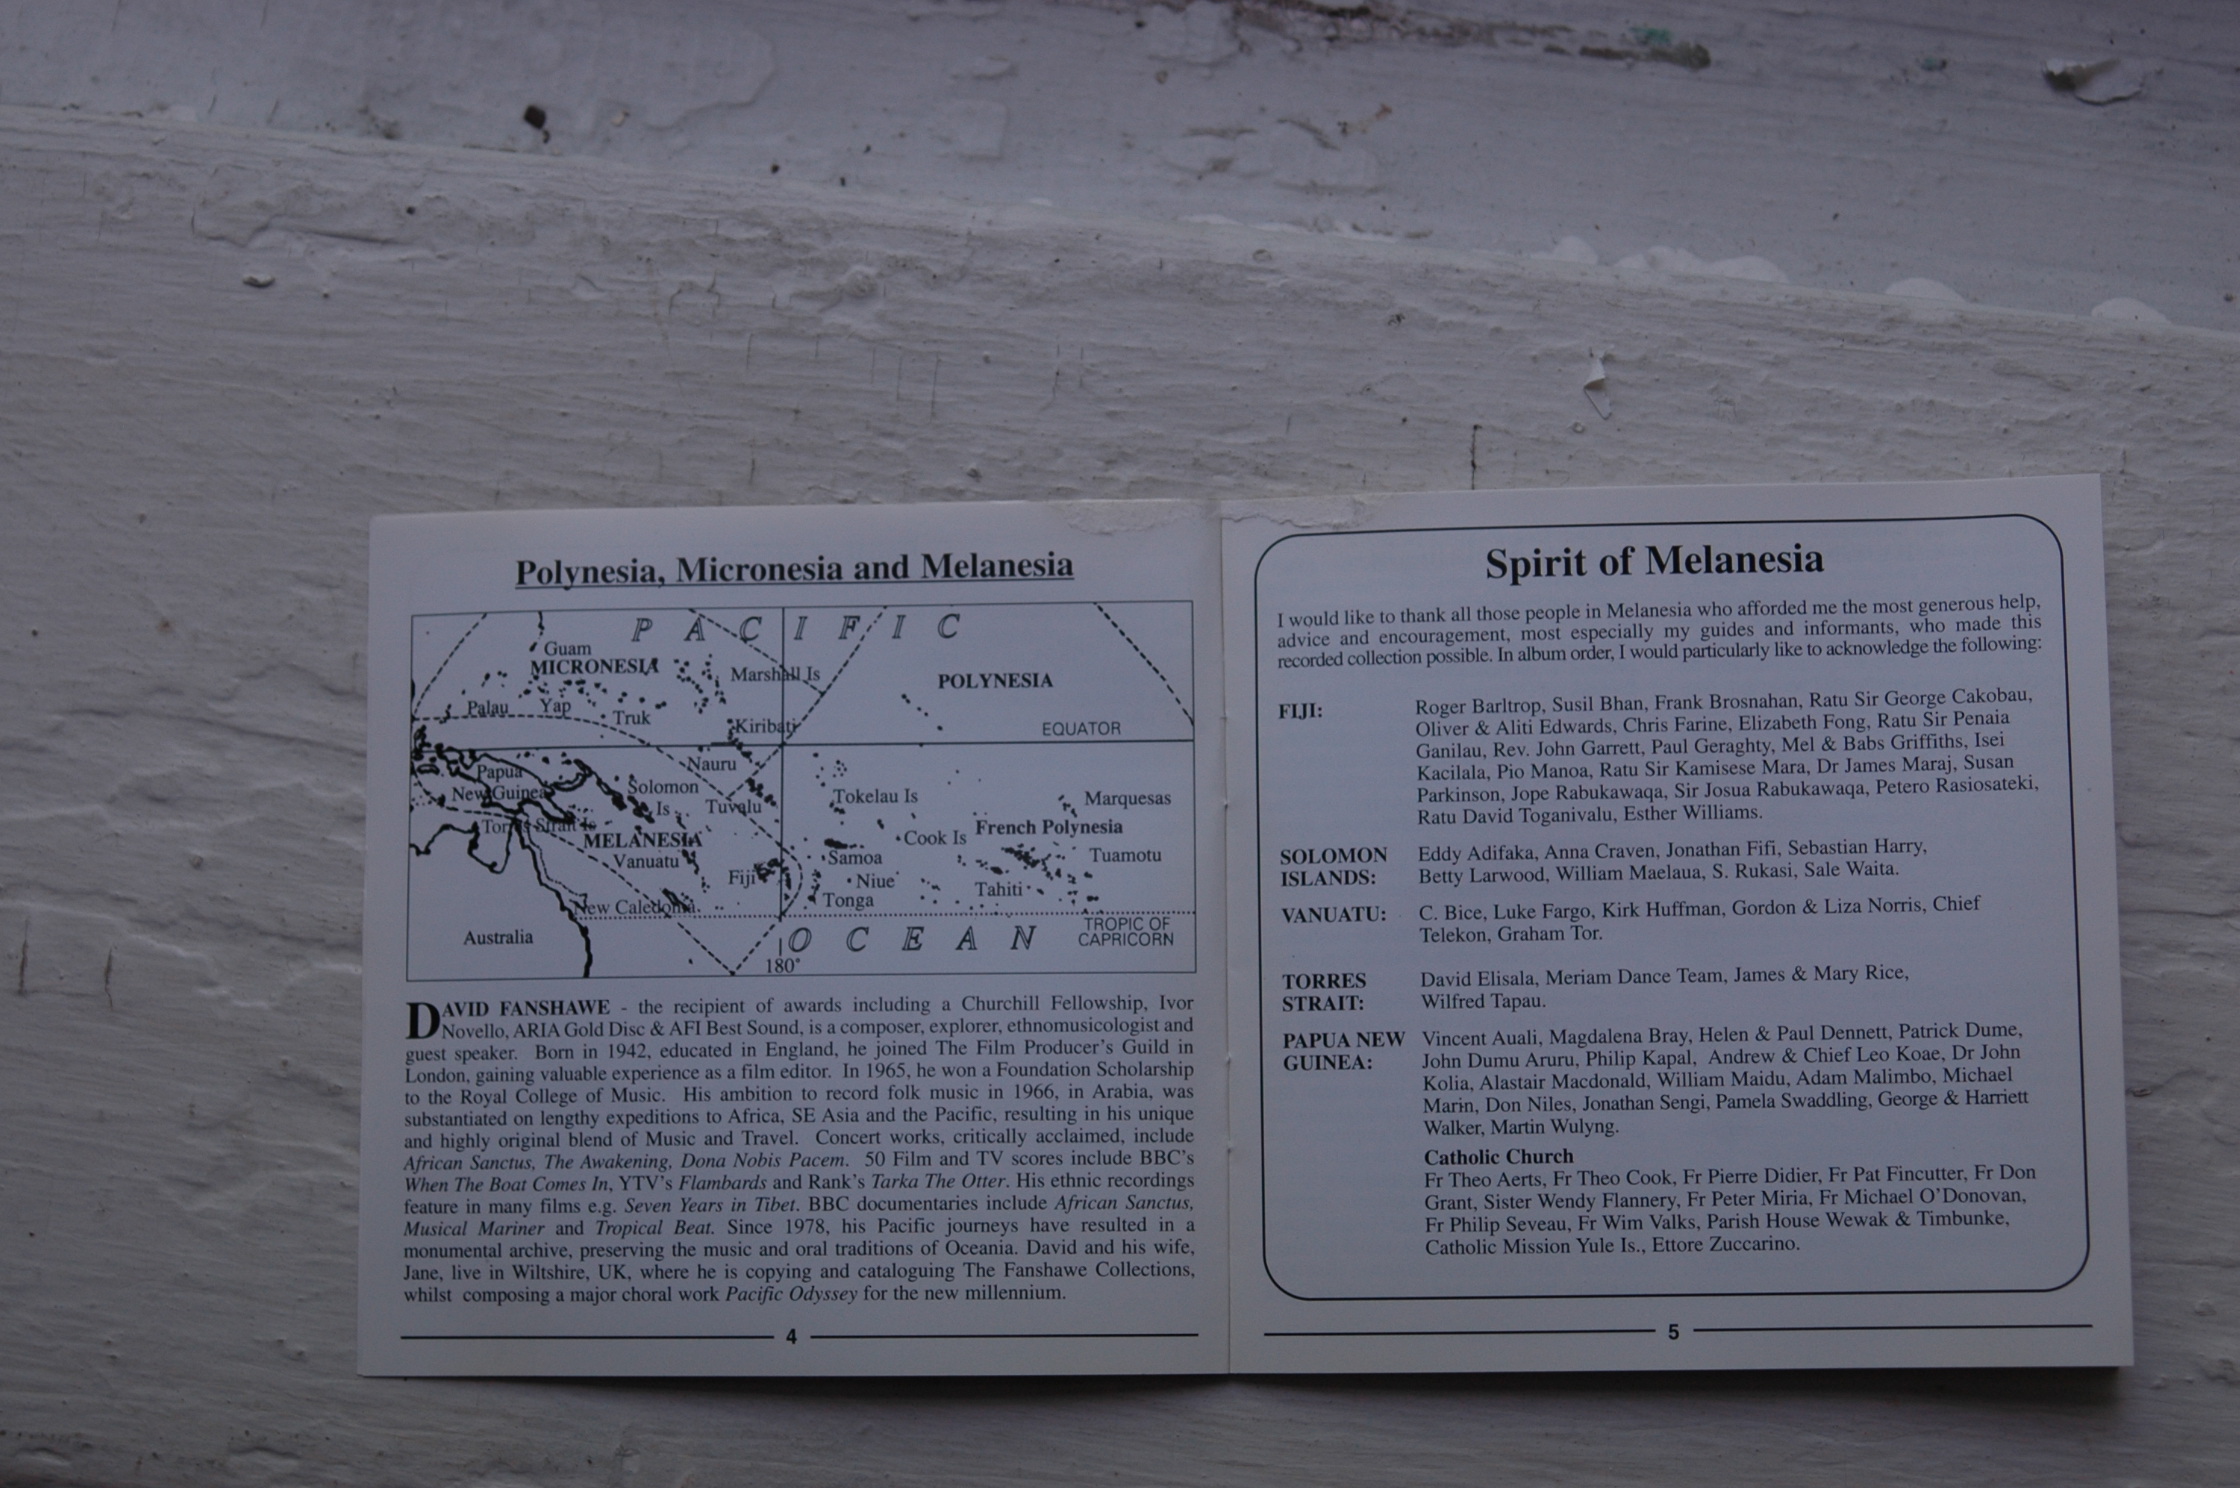 Polynesia, Micronesia and Melanesia
P A C I F I C
Guam
MICRONESIA
Marshall Is
POLYNESIA
Palau
Yap
Truk
Kiribati
EQUATOR
Papua
New Guinea
Nauru
Solomon
Is
Tuvalu
Tokelau Is
Marquesas
Torres Strait Is
MELANESIA
Vanuatu
Fiji
Samoa
Cook Is
French Polynesia
Tuamotu
Niue
Tahiti
New Caledonia
Tonga
TROPIC OF
CAPRICORN
Australia
O C E A N
180°
DAVID FANSHAWE - the recipient of awards including a Churchill Fellowship, Ivor
Novello, ARIA Gold Disc & AFI Best Sound, is a composer, explorer, ethnomusicologist and
guest speaker. Born in 1942, educated in England, he joined The Film Producer's Guild in
London, gaining valuable experience as a film editor. In 1965, he won a Foundation Scholarship
to the Royal College of Music. His ambition to record folk music in 1966, in Arabia, was
substantiated on lengthy expeditions to Africa, SE Asia and the Pacific, resulting in his unique
and highly original blend of Music and Travel. Concert works, critically acclaimed, include
African Sanctus, The Awakening, Dona Nobis Pacem. 50 Film and TV scores include BBC's
When The Boat Comes In, YTV's Flambards and Rank's Tarka The Otter. His ethnic recordings
feature in many films e.g. Seven Years in Tibet. BBC documentaries include African Sanctus,
Musical Mariner and Tropical Beat. Since 1978, his Pacific journeys have resulted in a
monumental archive, preserving the music and oral traditions of Oceania. David and his wife,
Jane, live in Wiltshire, UK, where he is copying and cataloguing The Fanshawe Collections,
whilst composing a major choral work Pacific Odyssey for the new millennium.
4
Spirit of Melanesia
I would like to thank all those people in Melanesia who afforded me the most generous help,
advice and encouragement, most especially my guides and informants, who made this
recorded collection possible. In album order, I would particularly like to acknowledge the following:
FIJI: Roger Barltrop, Susil Bhan, Frank Brosnahan, Ratu Sir George Cakobau,
Oliver & Aliti Edwards, Chris Farine, Elizabeth Fong, Ratu Sir Penaia
Ganilau, Rev. John Garrett, Paul Geraghty, Mel & Babs Griffiths, Isei
Kacilala, Pio Manoa, Ratu Sir Kamisese Mara, Dr James Maraj, Susan
Parkinson, Jope Rabukawaqa, Sir Josua Rabukawaqa, Petero Rasiosateki,
Ratu David Toganivalu, Esther Williams.
SOLOMON Eddy Adifaka, Anna Craven, Jonathan Fifi, Sebastian Harry,
ISLANDS: Betty Larwood, William Maelaua, S. Rukasi, Sale Waita.
VANUATU: C. Bice, Luke Fargo, Kirk Huffman, Gordon & Liza Norris, Chief
Telekon, Graham Tor.
TORRES David Elisala, Meriam Dance Team, James & Mary Rice,
STRAIT: Wilfred Tapau.
PAPUA NEW Vincent Auali, Magdalena Bray, Helen & Paul Dennett, Patrick Dume,
GUINEA: John Dumu Aruru, Philip Kapal, Andrew & Chief Leo Koae, Dr John
Kolia, Alastair Macdonald, William Maidu, Adam Malimbo, Michael
Marin, Don Niles, Jonathan Sengi, Pamela Swaddling, George & Harriett
Walker, Martin Wulyng.
Catholic Church
Fr Theo Aerts, Fr Theo Cook, Fr Pierre Didier, Fr Pat Fincutter, Fr Don
Grant, Sister Wendy Flannery, Fr Peter Miria, Fr Michael O'Donovan,
Fr Philip Seveau, Fr Wim Valks, Parish House Wewak & Timbunke,
Catholic Mission Yule Is., Ettore Zuccarino.
5